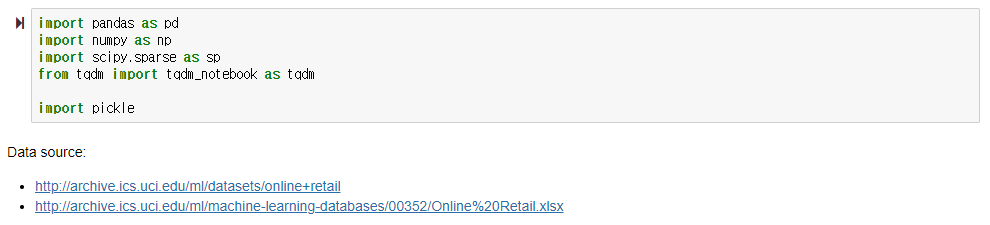 import pandas as pd
import numpy as np
import scipy.sparse as sp
from tqdm import tqdm_notebook as tqdm
import pickle
Data source:
http://archive.ics.uci.edu/ml/datasets/online+retail
http://archive.ics.uci.edu/ml/machine-learning-databases/00352/Online%20Retail.xlsx